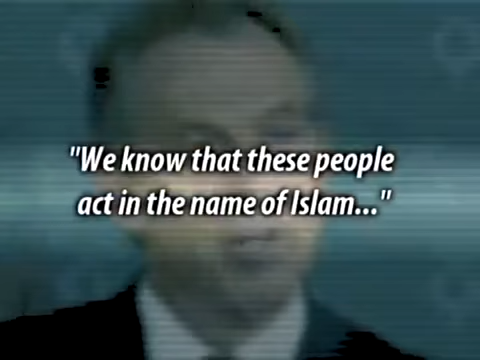 "We know that these people
act in the name of Islam..."